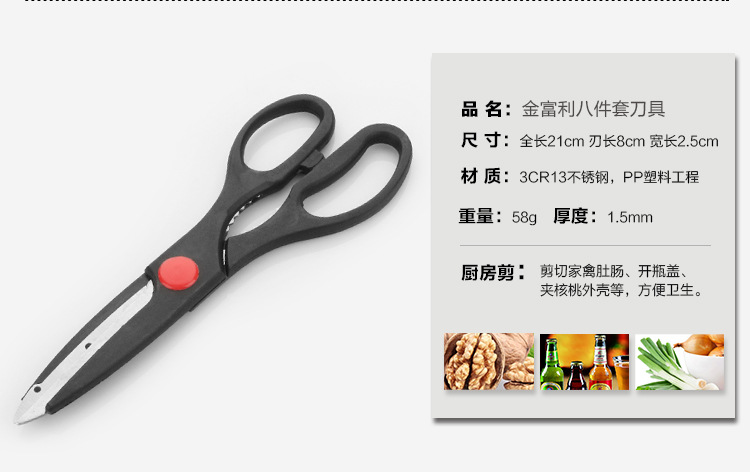 品 名：金富利八件套刀具
尺 寸：全长21cm 刃长8cm 宽长2.5cm
材 质：3CR13不锈钢，PP塑料工程
重量：58g 厚度：1.5mm
厨房剪：剪切家禽肚肠、开瓶盖、
夹核桃外壳等，方便卫生。